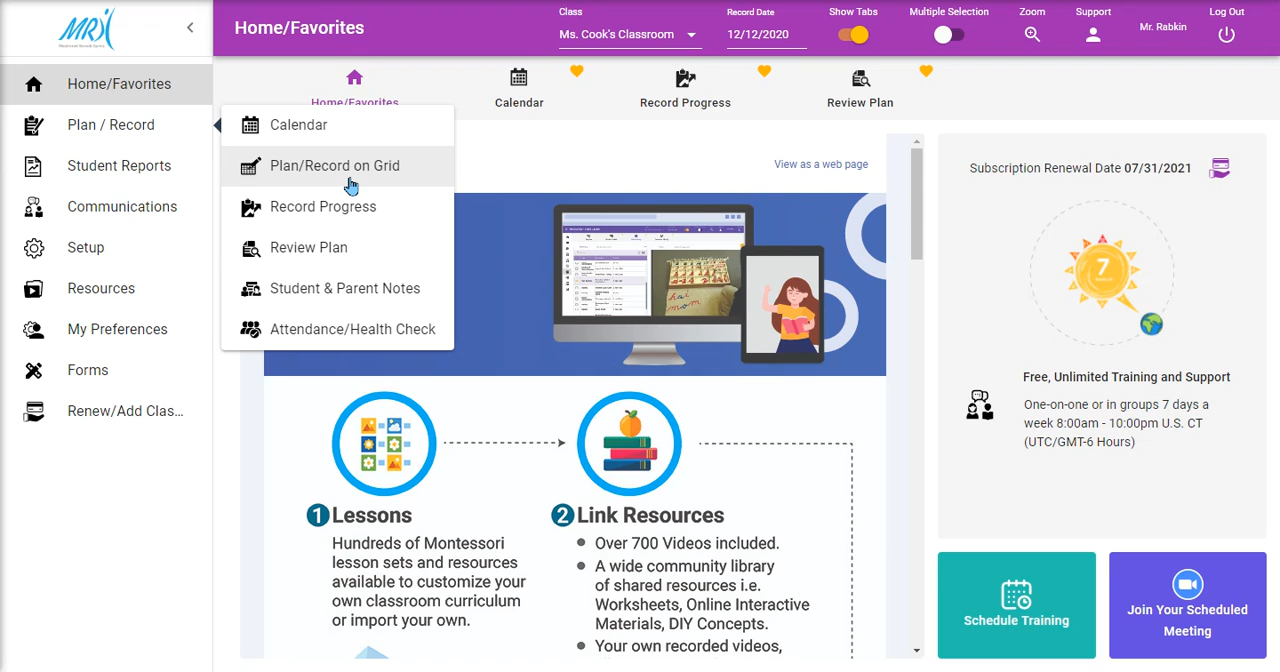 MRX
Home/Favorites
Class
Ms. Cook's Classroom
Record Date
12/12/2020
Show Tabs
Multiple Selection
Zoom
Support
Mr. Rabkin
Log Out
Home/Favorites
Plan / Record
Student Reports
Communications
Setup
Resources
My Preferences
Forms
Renew/Add Clas...
Home/Favorites
Calendar
Record Progress
Review Plan
Calendar
Plan/Record on Grid
Record Progress
Review Plan
Student & Parent Notes
Attendance/Health Check
View as a web page
1 Lessons
Hundreds of Montessori
lesson sets and resources
available to customize your
own classroom curriculum
or import your own.
2 Link Resources
Over 700 Videos included.
A wide community library
of shared resources i.e.
Worksheets, Online Interactive
Materials, DIY Concepts.
Your own recorded videos,
Subscription Renewal Date 07/31/2021
7
Free, Unlimited Training and Support
One-on-one or in groups 7 days a
week 8:00am - 10:00pm U.S. CT
(UTC/GMT-6 Hours)
Schedule Training
Join Your Scheduled
Meeting